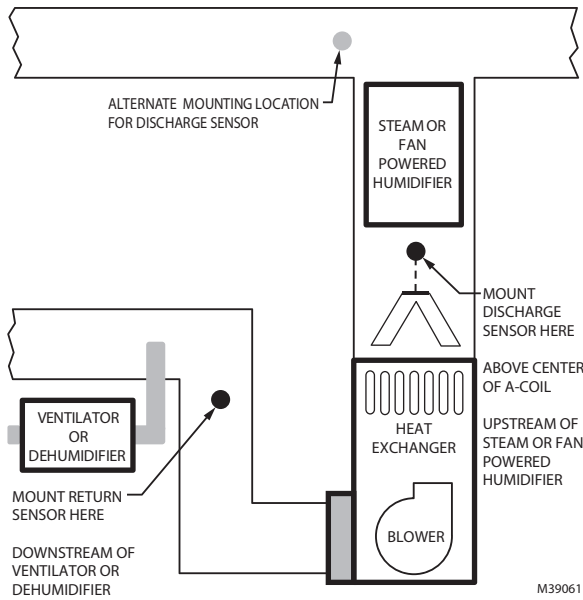 ALTERNATE MOUNTING LOCATION
FOR DISCHARGE SENSOR
STEAM OR
FAN
POWERED
HUMIDIFIER
MOUNT
DISCHARGE
SENSOR HERE
ABOVE CENTER
OF A-COIL
UPSTREAM OF
STEAM OR FAN
POWERED
HUMIDIFIER
HEAT
EXCHANGER
BLOWER
VENTILATOR
OR
DEHUMIDIFIER
MOUNT RETURN
SENSOR HERE
DOWNSTREAM OF
VENTILATOR OR
DEHUMIDIFIER
M39061